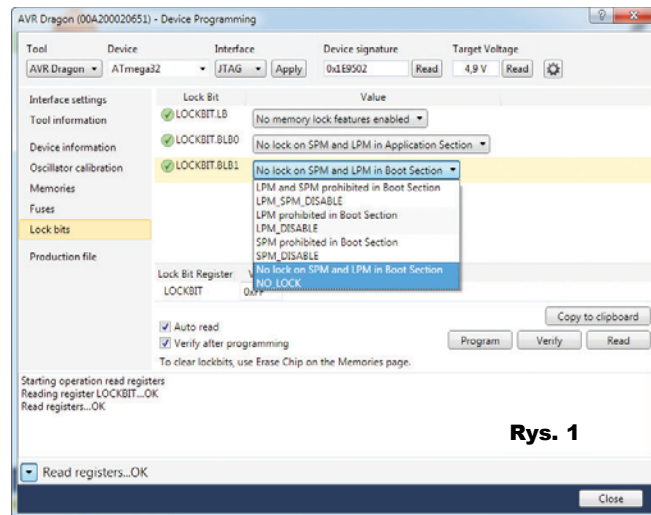 AVR Dragon (00A200020651) - Device Programming
Tool Device Interface Device signature Target Voltage
AVR Dragon ATmega32 JTAG Apply 0x1E9502 Read 4,9 V Read
Interface settings
Tool information
Device information
Oscillator calibration
Memories
Fuses
Lock bits
Production file
Lock Bit Value
LOCKBIT.LB No memory lock features enabled
LOCKBIT.BLB0 No lock on SPM and LPM in Application Section
LOCKBIT.BLB1 No lock on SPM and LPM in Boot Section
LPM and SPM prohibited in Boot Section
LPM_SPM_DISABLE
LPM prohibited in Boot Section
LPM_DISABLE
SPM prohibited in Boot Section
SPM_DISABLE
No lock on SPM and LPM in Boot Section
NO_LOCK
Lock Bit Register
LOCKBIT 0xFF
Copy to clipboard
Auto read
Verify after programming Program Verify Read
To clear lockbits, use Erase Chip on the Memories page.
Starting operation read registers
Reading register LOCKBIT...OK
Read registers...OK
Rys. 1
Read registers...OK
Close